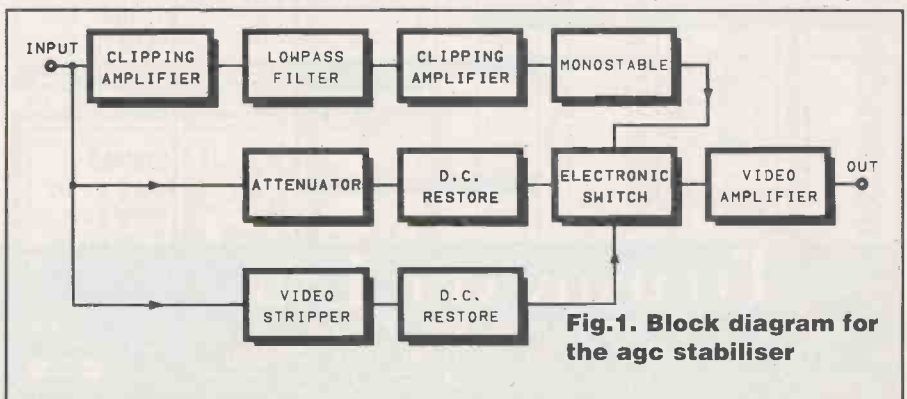 INPUT
CLIPPING
AMPLIFIER
LOWPASS
FILTER
CLIPPING
AMPLIFIER
MONOSTABLE
ATTENUATOR
D.C.
RESTORE
ELECTRONIC
SWITCH
VIDEO
AMPLIFIER
OUT
VIDEO
STRIPPER
D.C.
RESTORE
Fig.1. Block diagram for
the agc stabiliser